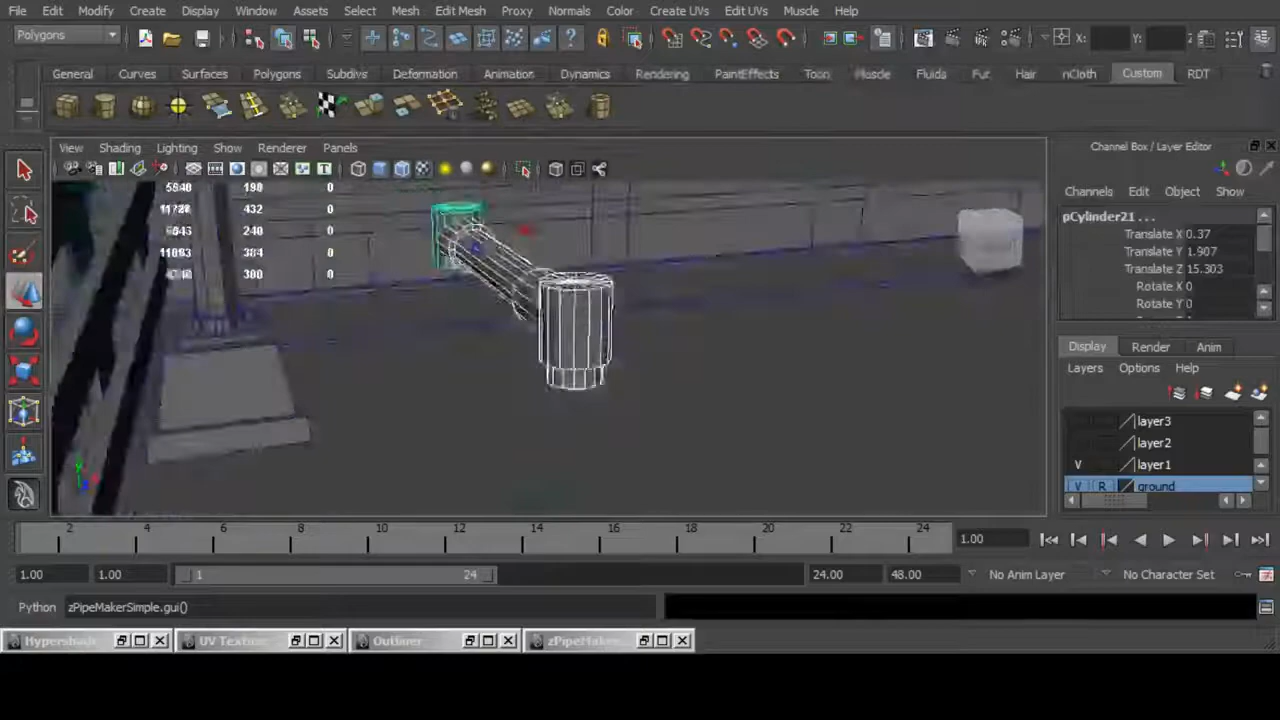 File Edit Modify Create Display Window Assets Select Mesh Edit Mesh Proxy Normals Color Create UVs Edit UVs Muscle Help
Polygons X: Y:
General Curves Surfaces Polygons Subdivs Deformation Animation Dynamics Rendering PaintEffects Toon Muscle Fluids Fur Hair nCloth Custom RDT
View Shading Lighting Show Renderer Panels
Channel Box / Layer Editor
Channels Edit Object Show
198 0
432 0
240 0
384 0
300 0
pCylinder21 ...
Translate X 0.37
Translate Y 1.907
Translate Z 15.303
Rotate X 0
Rotate Y 0
Display Render Anim
Layers Options Help
layer3
layer2
V layer1
V R ground
2 4 6 8 10 12 14 16 18 20 22 24 1.00
1.00 1.00 1 24 24.00 48.00 No Anim Layer No Character Set
Python zPipeMakerSimple.gui()
UV Textu Outliner zPipeMake